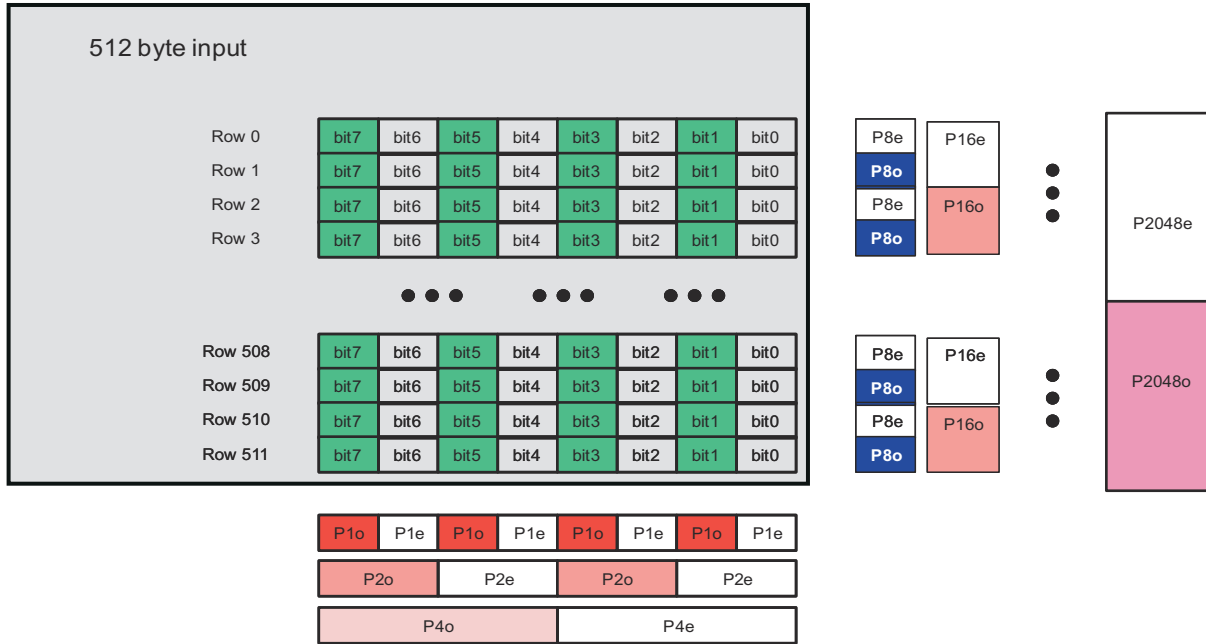 512 byte input
Row 0 bit7 bit6 bit5 bit4 bit3 bit2 bit1 bit0 P8e P16e
Row 1 bit7 bit6 bit5 bit4 bit3 bit2 bit1 bit0 P8o
Row 2 bit7 bit6 bit5 bit4 bit3 bit2 bit1 bit0 P8e P16o
Row 3 bit7 bit6 bit5 bit4 bit3 bit2 bit1 bit0 P8o
P2048e
Row 508 bit7 bit6 bit5 bit4 bit3 bit2 bit1 bit0 P8e P16e
Row 509 bit7 bit6 bit5 bit4 bit3 bit2 bit1 bit0 P8o P2048o
Row 510 bit7 bit6 bit5 bit4 bit3 bit2 bit1 bit0 P8e P16o
Row 511 bit7 bit6 bit5 bit4 bit3 bit2 bit1 bit0 P8o
P1o P1e P1o P1e P1o P1e P1o P1e
P2o P2e P2o P2e
P4o P4e